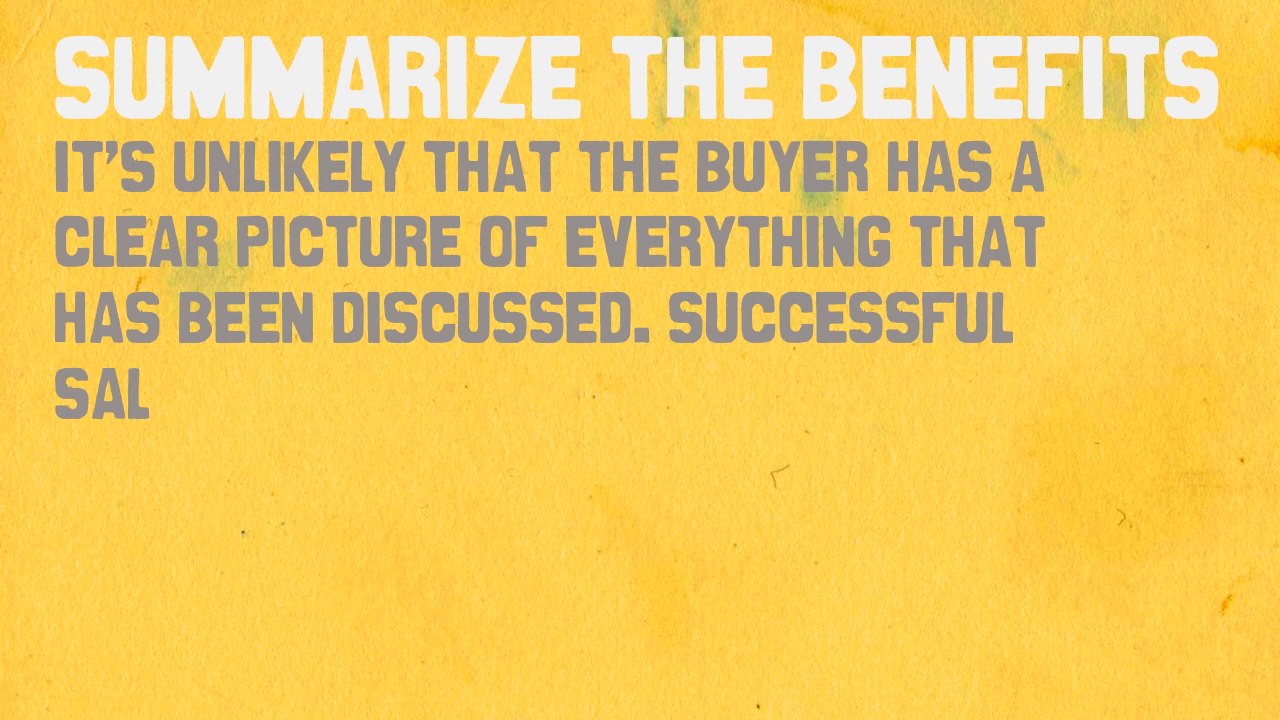 SUMMARIZE THE BENEFITS
IT'S UNLIKELY THAT THE BUYER HAS A
CLEAR PICTURE OF EVERYTHING THAT
HAS BEEN DISCUSSED. SUCCESSFUL
SAL